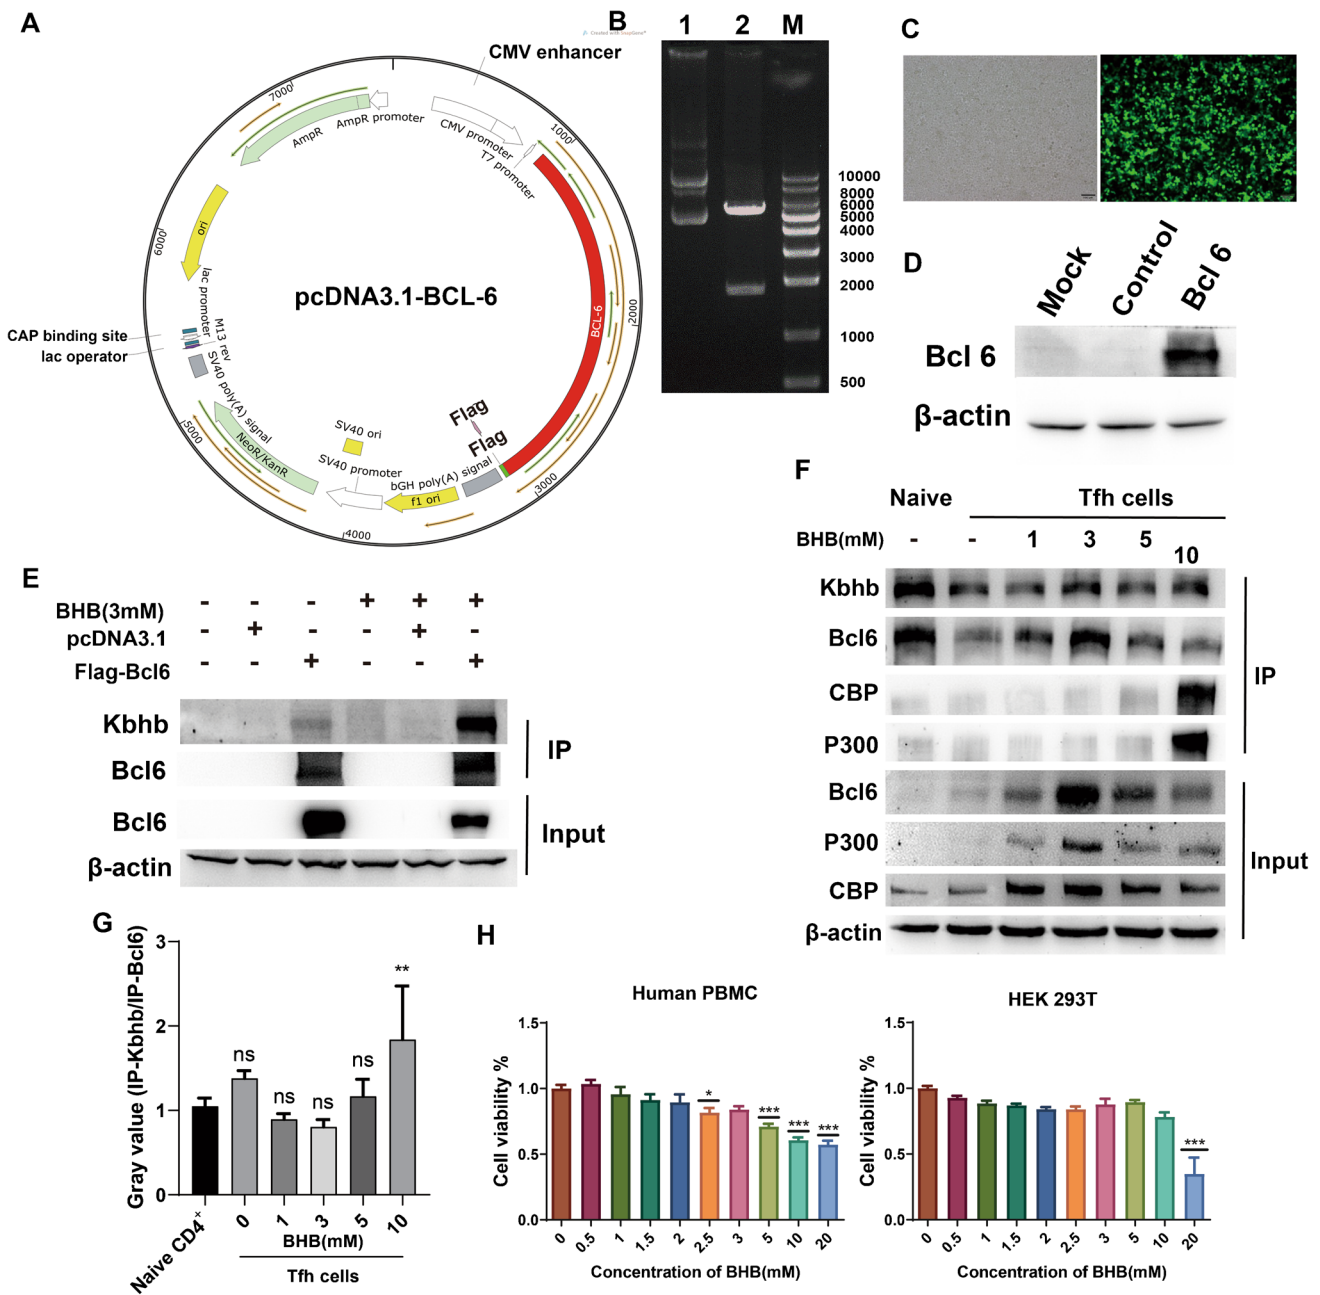 A
CMV enhancer
7000
1000
AmpR
AmpR promoter
CMV promoter
T7 promoter
ori
6000
lac promoter
pcDNA3.1-BCL-6
BCL-6
2000
CAP binding site
lac operator
M13 rev
SV40 poly(A) signal
5000
NeoR/KanR
SV40 ori
SV40 promoter
Flag
Flag
bGH poly(A) signal
f1 ori
3000
4000
B
Created with SnapGene®
1 2 M
10000
8000
6000
5000
4000
3000
2000
1000
500
C
D
Mock Control Bcl 6
Bcl 6
β-actin
E
BHB(3mM) - - - + + +
pcDNA3.1 - + - - + -
Flag-Bcl6 - - + - - +
Kbhb
Bcl6
IP
Bcl6
β-actin
Input
F
Naive Tfh cells
BHB(mM) - - 1 3 5 10
Kbhb
Bcl6
CBP
P300
IP
Bcl6
P300
CBP
β-actin
Input
G
Gray value (IP-Kbhb/IP-Bcl6)
3
2
1
0
ns ns ns ns **
Naive CD4+ 0 1 3 5 10
BHB(mM)
Tfh cells
H
Human PBMC
Cell viability %
1.5
1.0
0.5
0.0
* *** *** ***
0 0.5 1 1.5 2 2.5 3 5 10 20
Concentration of BHB(mM)
HEK 293T
Cell viability %
1.5
1.0
0.5
0.0
***
0 0.5 1 1.5 2 2.5 3 5 10 20
Concentration of BHB(mM)